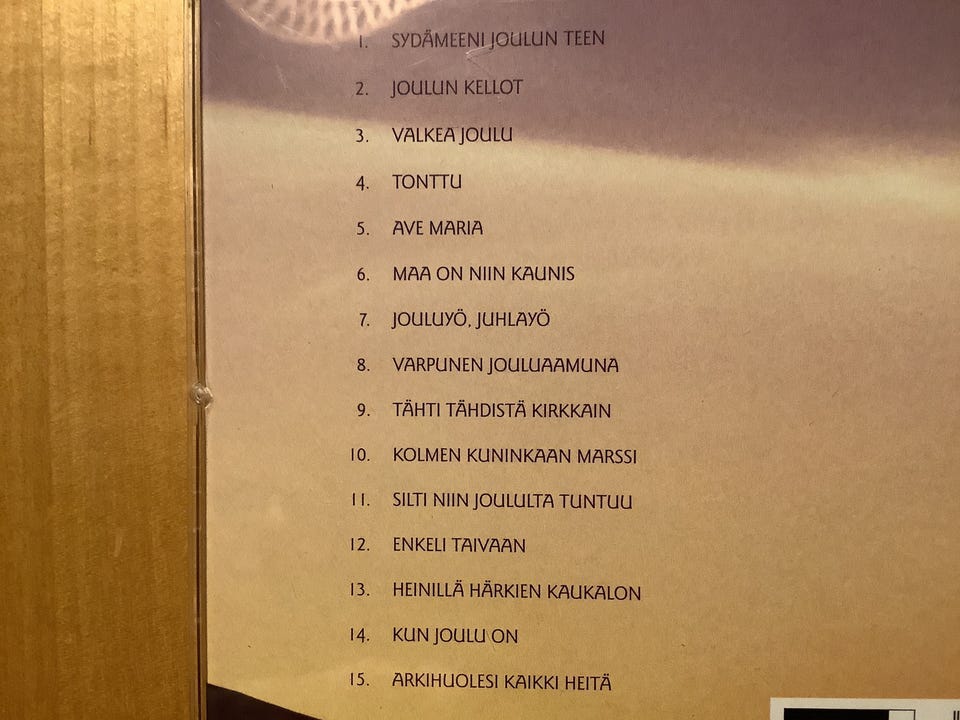 1. SYDÄMEENI JOULUN TEEN
2. JOULUN KELLOT
3. VALKEA JOULU
4. TONTTU
5. AVE MARIA
6. MAA ON NIIN KAUNIS
7. JOULUYÖ, JUHLAYÖ
8. VARPUNEN JOULUAAMUNA
9. TÄHTI TÄHDISTÄ KIRKKAIN
10. KOLMEN KUNINKAAN MARSSI
11. SILTI NIIN JOULULTA TUNTUU
12. ENKELI TAIVAAN
13. HEINILLÄ HÄRKIEN KAUKALON
14. KUN JOULU ON
15. ARKIHUOLESI KAIKKI HEITÄ